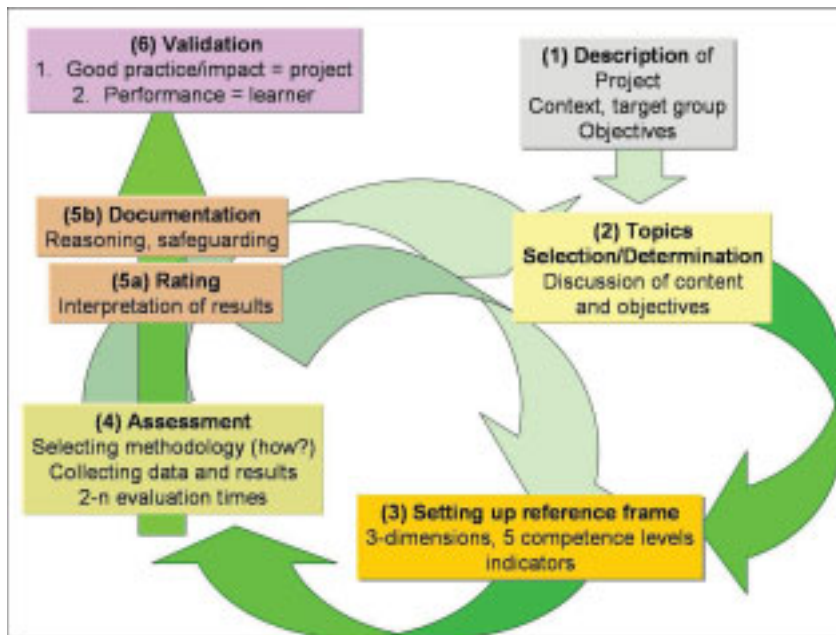 (6) Validation
1. Good practice/impact = project
2. Performance = learner
(1) Description of
Project
Context, target group
Objectives
(5b) Documentation
Reasoning, safeguarding
(5a) Rating
Interpretation of results
(2) Topics
Selection/Determination
Discussion of content
and objectives
(4) Assessment
Selecting methodology (how?)
Collecting data and results
2-n evaluation times
(3) Setting up reference frame
3-dimensions, 5 competence levels
indicators